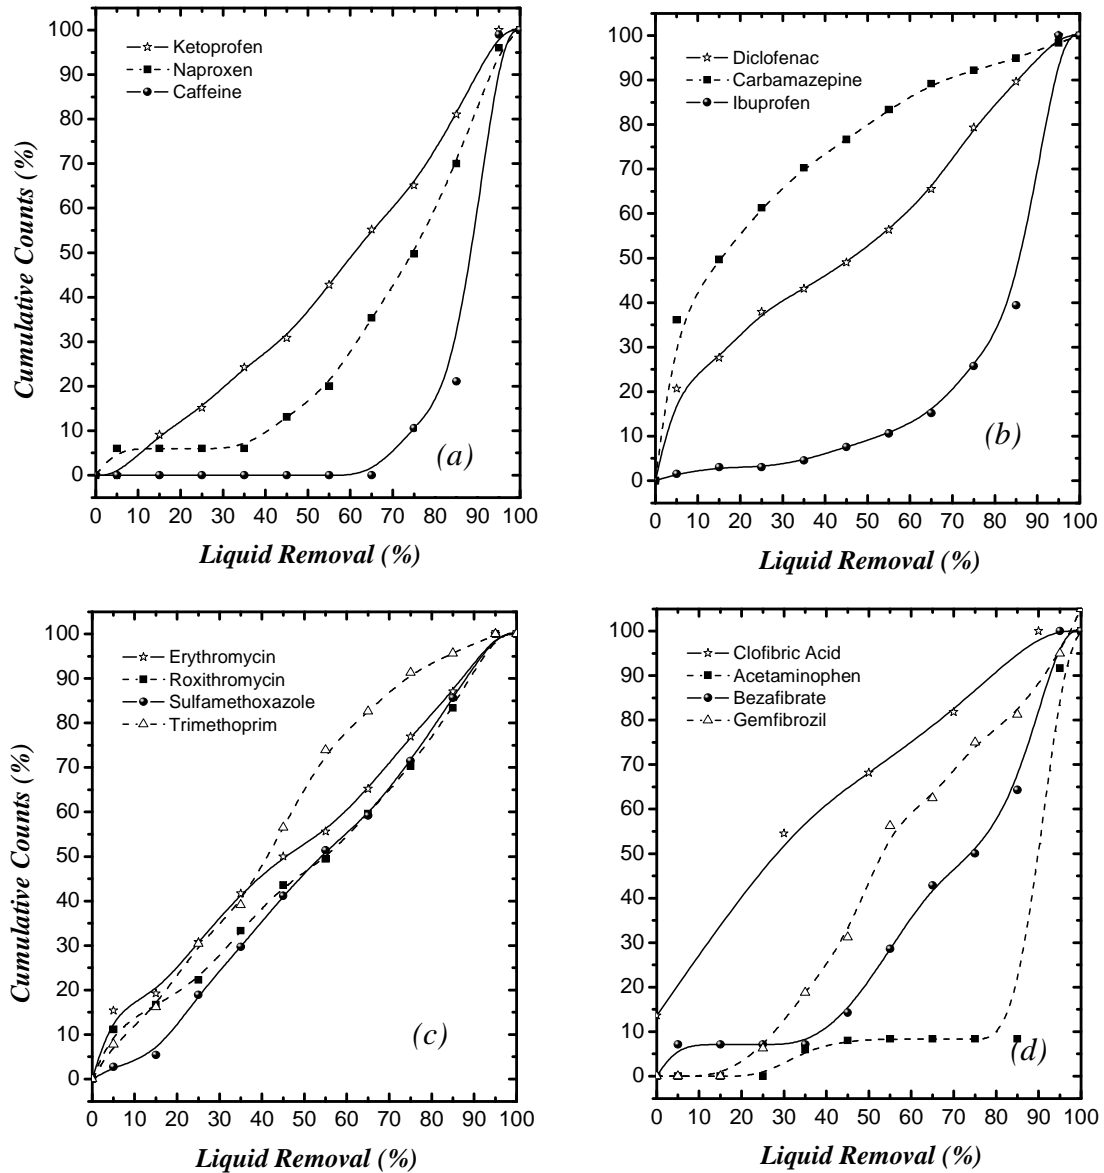 Ketoprofen
Naproxen
Caffeine
100
90
80
70
60
50
40
30
20
10
0
Cumulative Counts (%)
(a)
0 10 20 30 40 50 60 70 80 90 100
Liquid Removal (%)
Diclofenac
Carbamazepine
Ibuprofen
100
90
80
70
60
50
40
30
20
10
0
(b)
0 10 20 30 40 50 60 70 80 90 100
Liquid Removal (%)
Erythromycin
Roxithromycin
Sulfamethoxazole
Trimethoprim
100
90
80
70
60
50
40
30
20
10
0
Cumulative Counts (%)
(c)
0 10 20 30 40 50 60 70 80 90 100
Liquid Removal (%)
Clofibric Acid
Acetaminophen
Bezafibrate
Gemfibrozil
100
90
80
70
60
50
40
30
20
10
0
(d)
0 10 20 30 40 50 60 70 80 90 100
Liquid Removal (%)